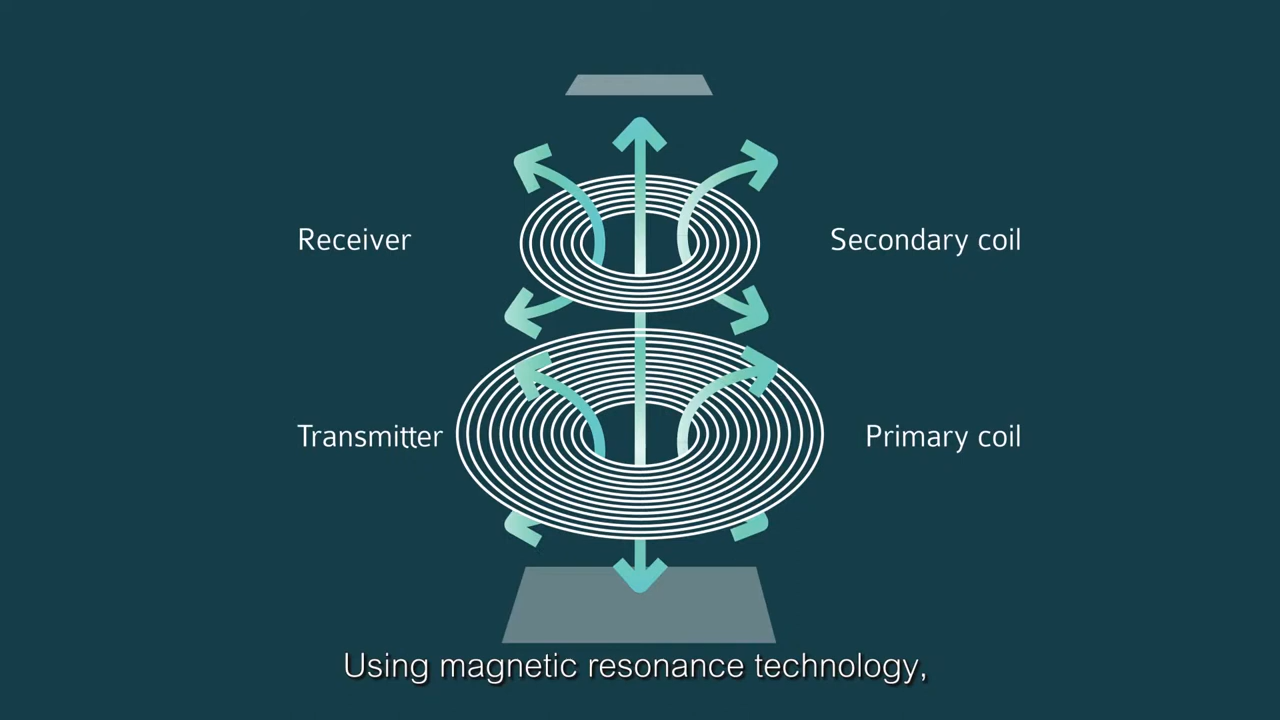 Receiver
Secondary coil
Transmitter
Primary coil
Using magnetic resonance technology,